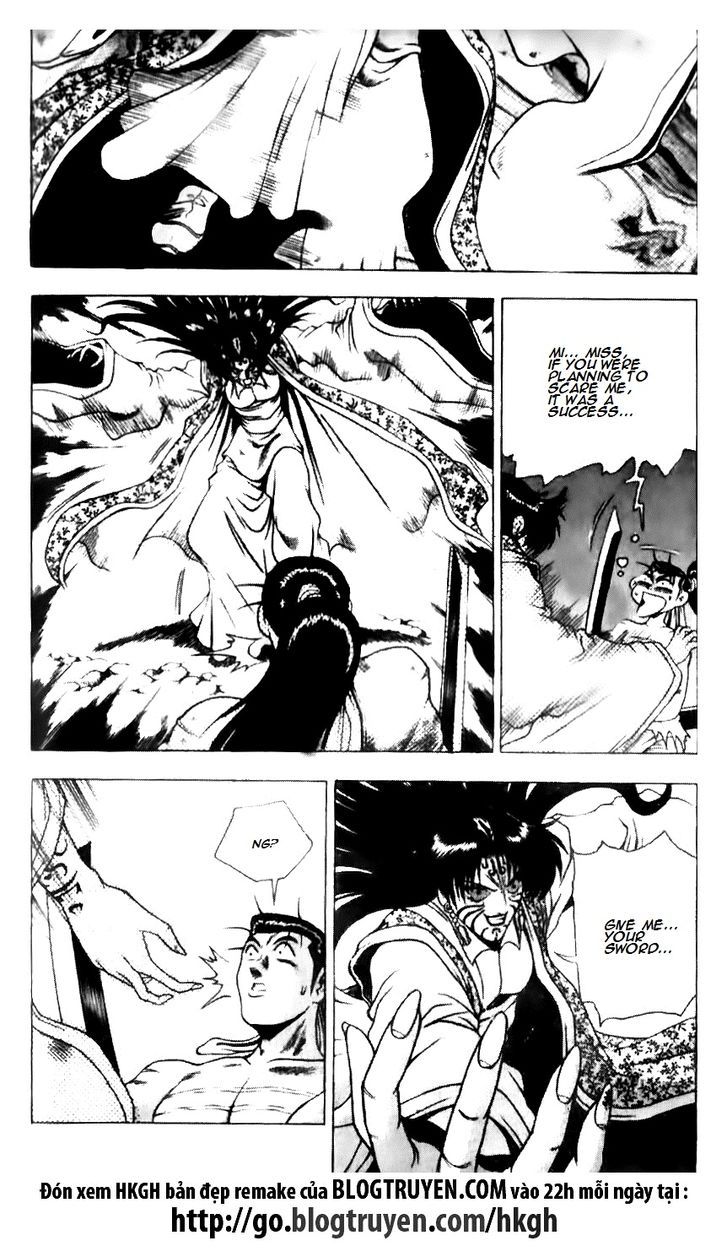 MI... MISS,
IF YOU WERE
PLANNING TO
SCARE ME,
IT WAS A
SUCCESS...
NG?
GIVE ME...
YOUR
SWORD...
Đón xem HKGH bản đẹp remake của BLOGTRUYEN.COM vào 22h mỗi ngày tại :
http://go.blogtruyen.com/hkgh